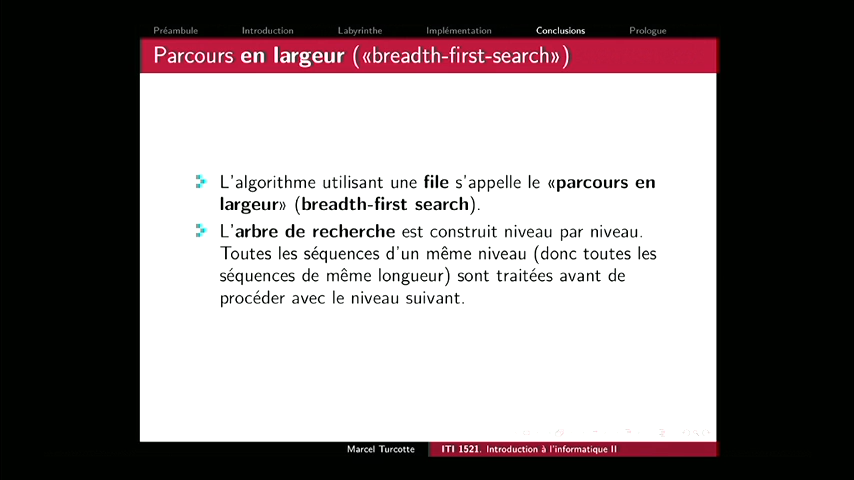 Préambule Introduction Labyrinthe Implémentation Conclusions Prologue
Parcours en largeur («breadth-first-search»)
L'algorithme utilisant une file s'appelle le «parcours en
largeur» (breadth-first search).
L'arbre de recherche est construit niveau par niveau.
Toutes les séquences d'un même niveau (donc toutes les
séquences de même longueur) sont traitées avant de
procéder avec le niveau suivant.
Marcel Turcotte ITI 1521. Introduction à l'informatique II